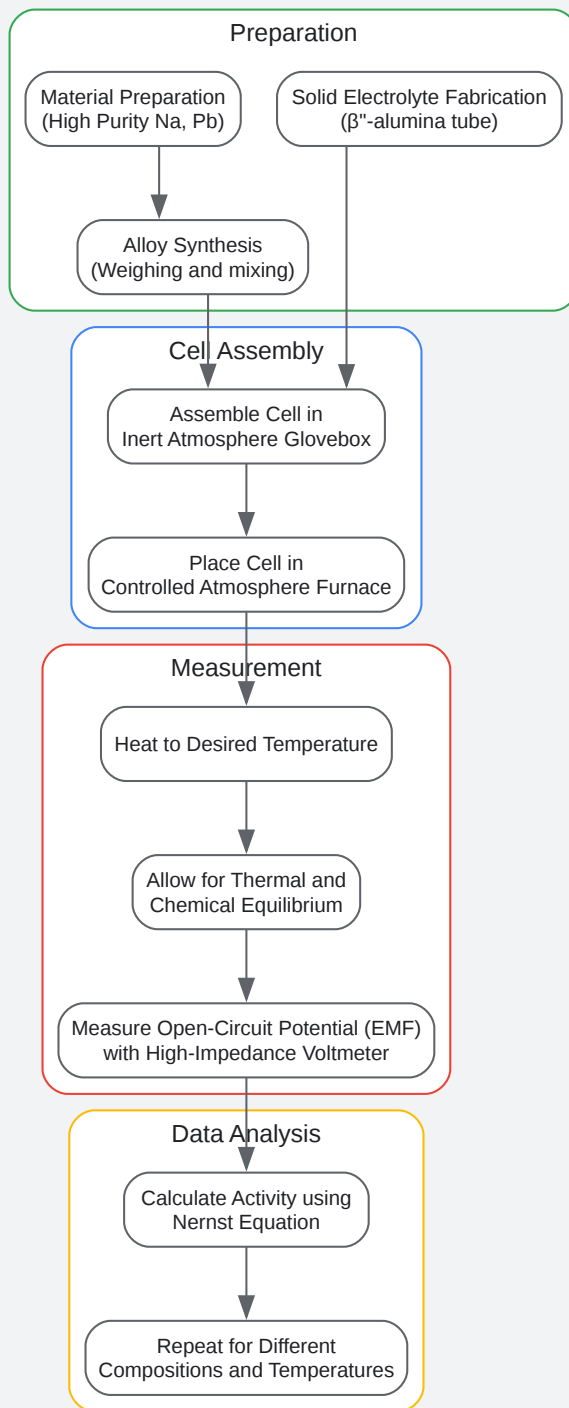 Preparation
Material Preparation
(High Purity Na, Pb)
Solid Electrolyte Fabrication
(β"-alumina tube)
Alloy Synthesis
(Weighing and mixing)
Cell Assembly
Assemble Cell in
Inert Atmosphere Glovebox
Place Cell in
Controlled Atmosphere Furnace
Measurement
Heat to Desired Temperature
Allow for Thermal and
Chemical Equilibrium
Measure Open-Circuit Potential (EMF)
with High-Impedance Voltmeter
Data Analysis
Calculate Activity using
Nernst Equation
Repeat for Different
Compositions and Temperatures